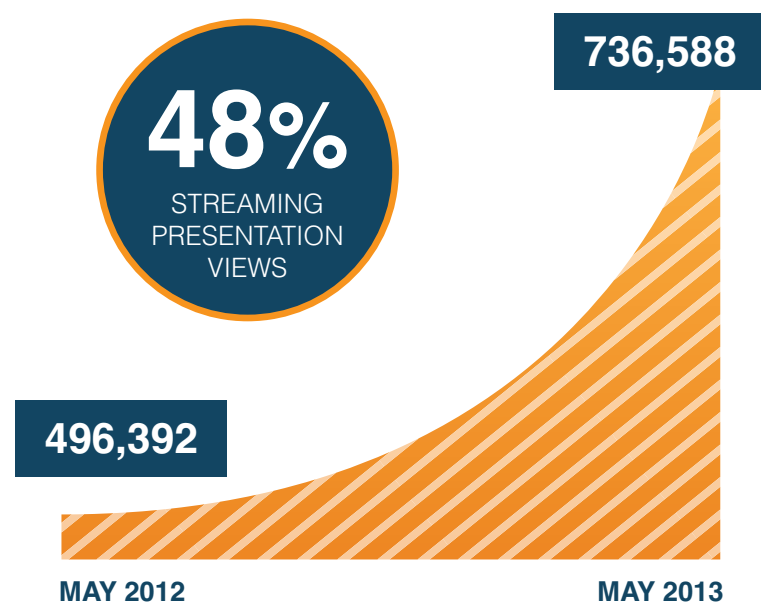 736,588
48%
STREAMING
PRESENTATION
VIEWS
496,392
MAY 2012
MAY 2013